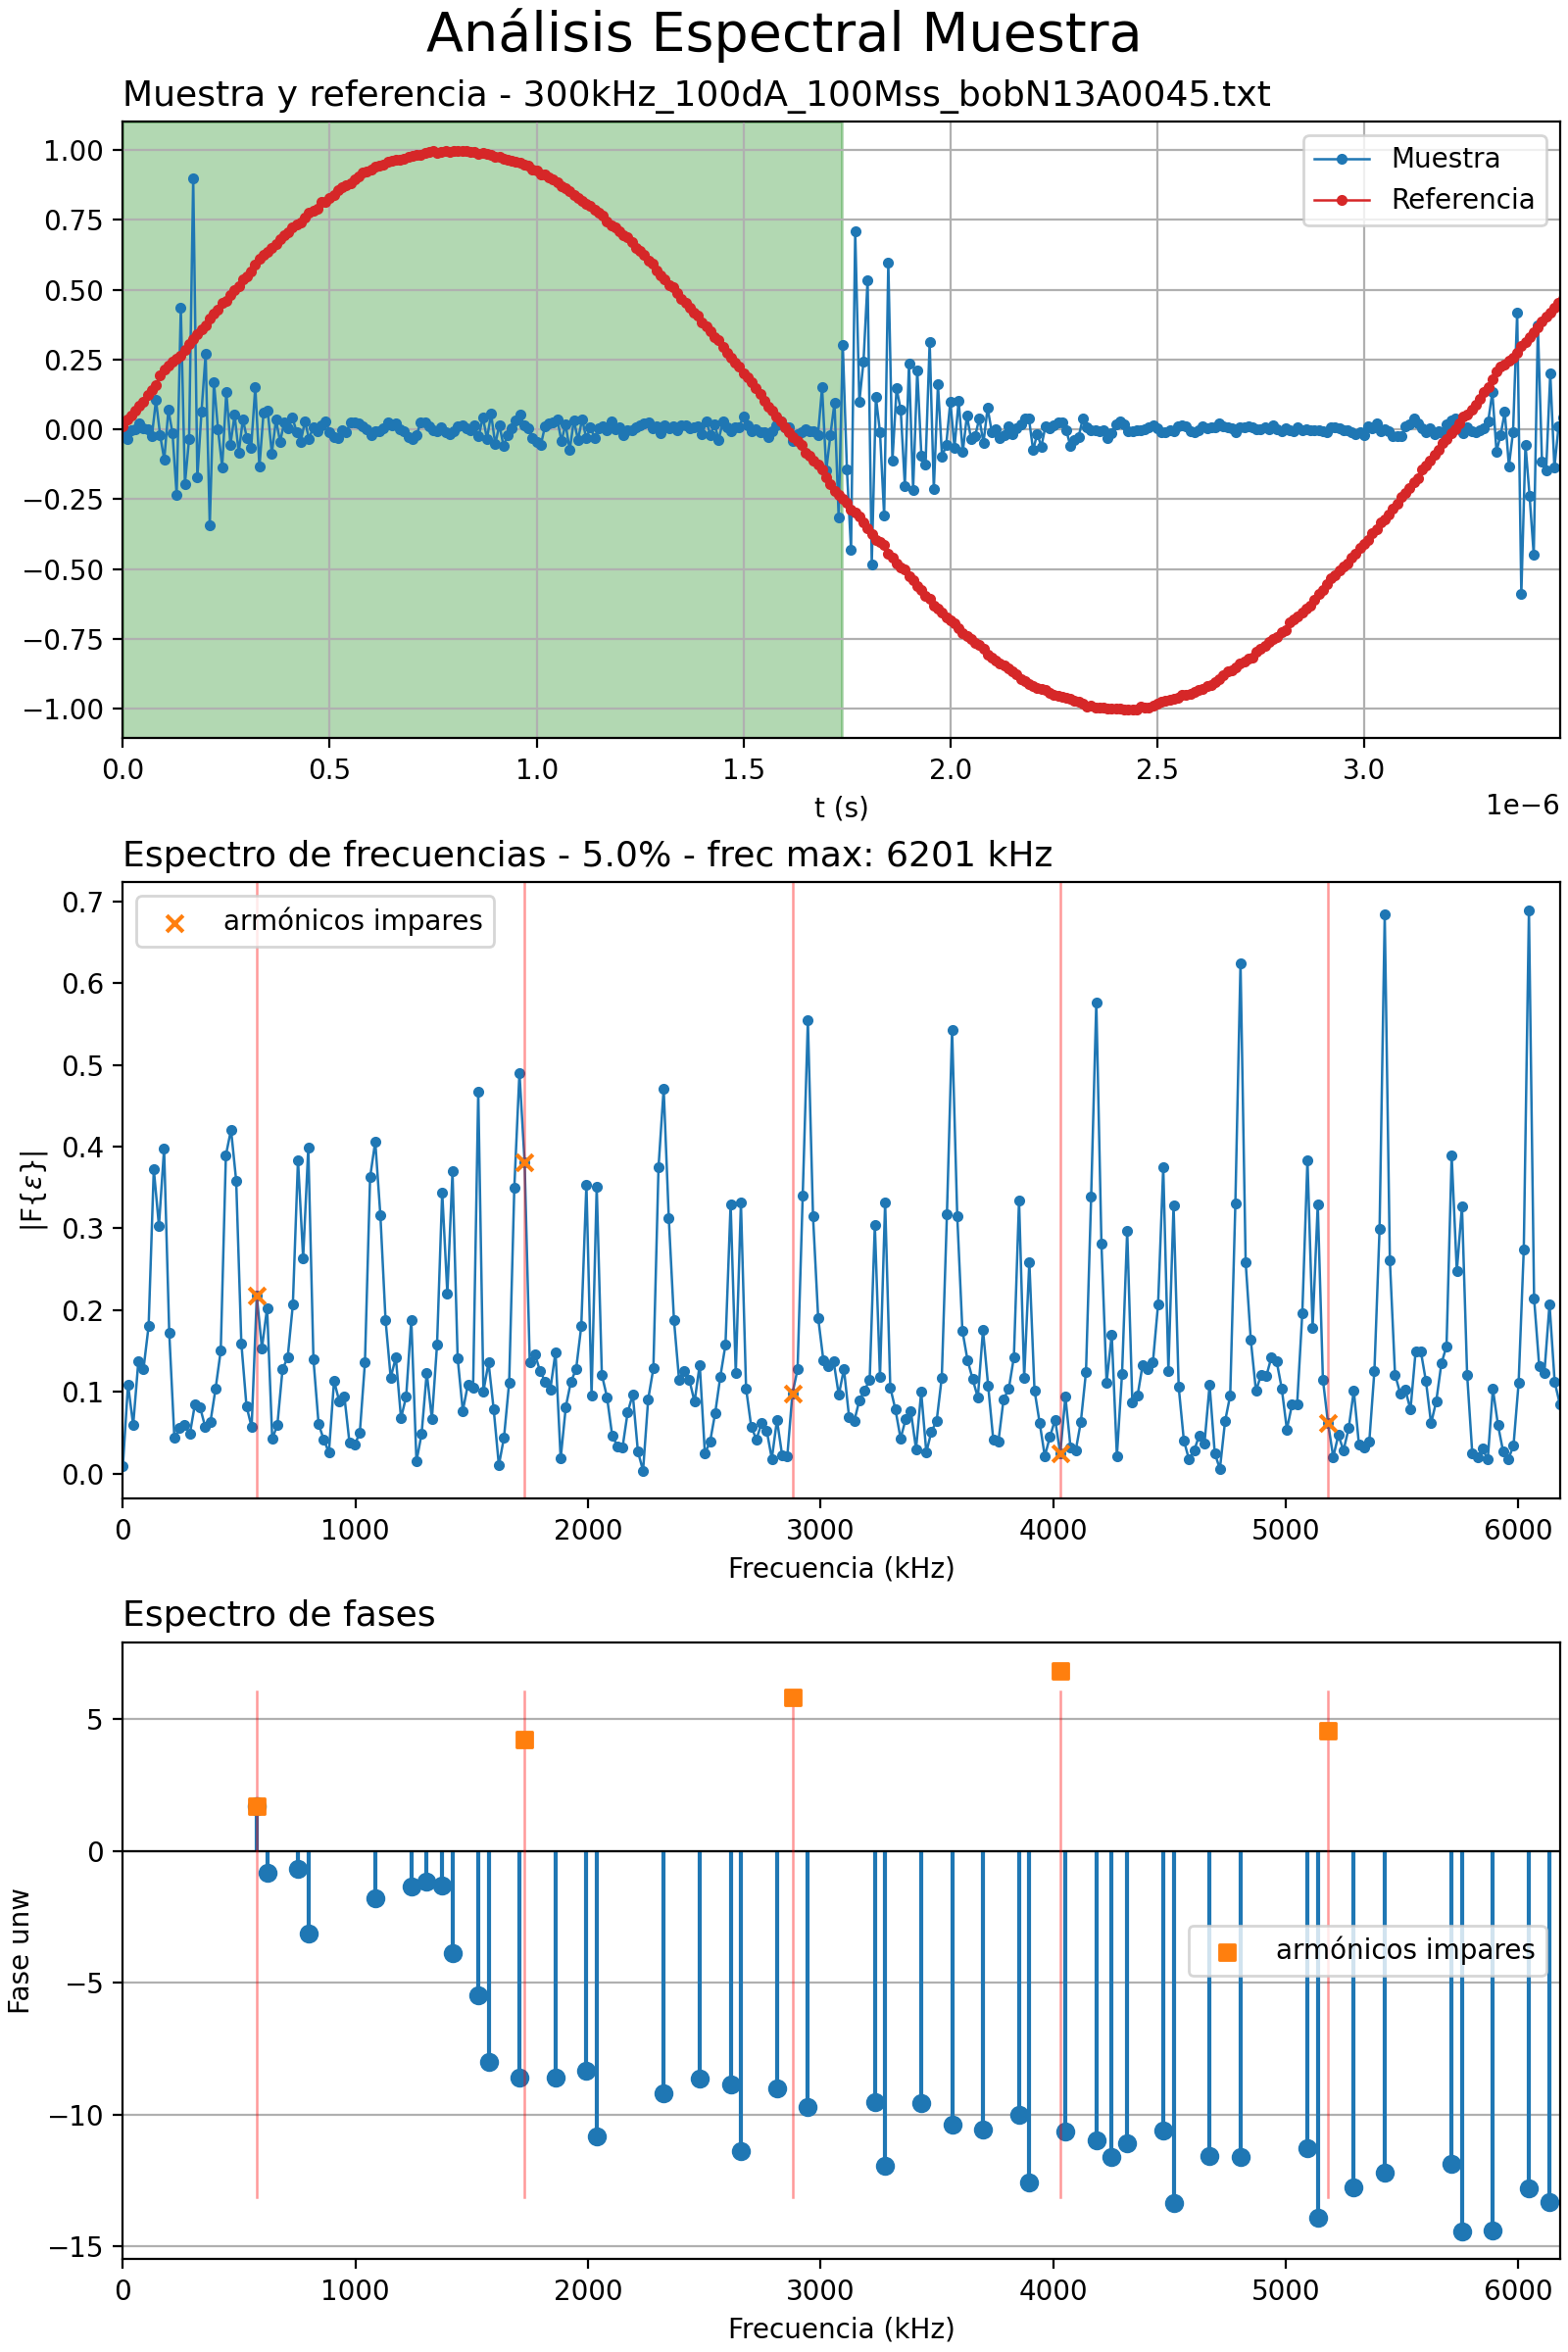 Análisis Espectral Muestra
Muestra y referencia - 300kHz_100dA_100Mss_bobN13A0045.txt
1.00
0.75
0.50
0.25
0.00
−0.25
−0.50
−0.75
−1.00
Muestra
Referencia
0.0 0.5 1.0 1.5 2.0 2.5 3.0
t (s)
1e−6
Espectro de frecuencias - 5.0% - frec max: 6201 kHz
0.7
0.6
0.5
0.4
0.3
0.2
0.1
0.0
|F{ε}|
armónicos impares
0 1000 2000 3000 4000 5000 6000
Frecuencia (kHz)
Espectro de fases
5
0
−5
−10
−15
Fase unw
armónicos impares
0 1000 2000 3000 4000 5000 6000
Frecuencia (kHz)